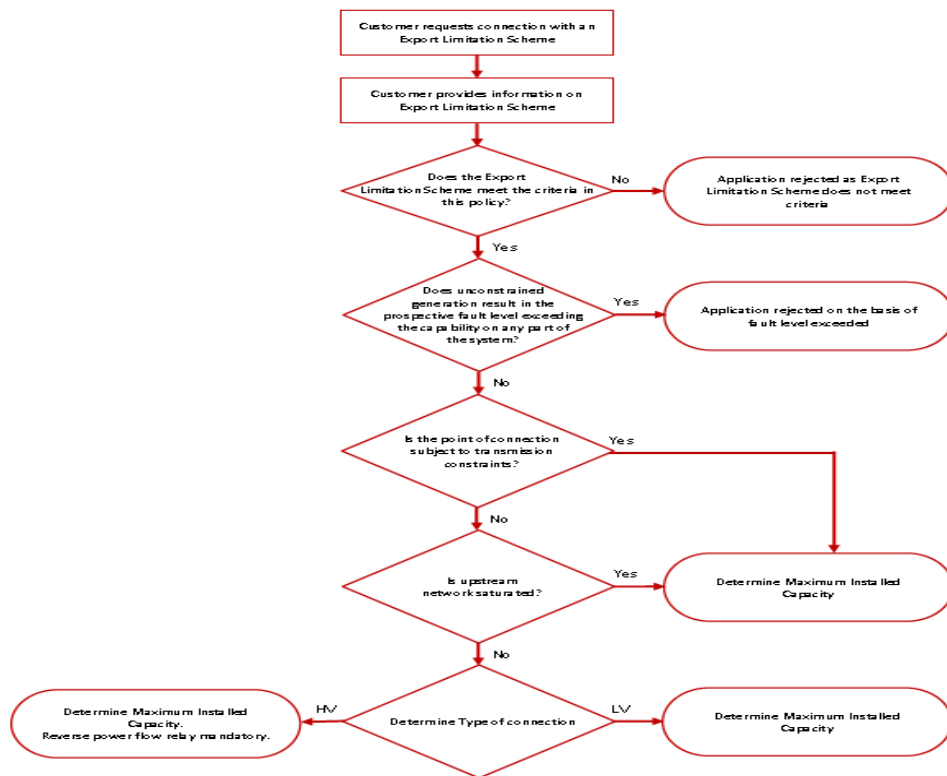 Customer requests connection with an
Export Limitation Scheme
Customer provides information on
Export Limitation Scheme
Does the Export
Limitation Scheme meet the criteria in
this policy?
No
Application rejected as Export
Limitation Scheme does not meet
criteria
Yes
Does unconstrained
generation result in the
prospective fault level exceeding
the capability on any part of
the system?
Yes
Application rejected on the basis of
fault level exceeded
No
Is the point of connection
subject to transmission
constraints?
Yes
No
Is upstream
network saturated?
Yes
Determine Maximum Installed
Capacity
No
Determine Maximum Installed
Capacity.
Reverse power flow relay mandatory.
HV
Determine Type of connection
LV
Determine Maximum Installed
Capacity